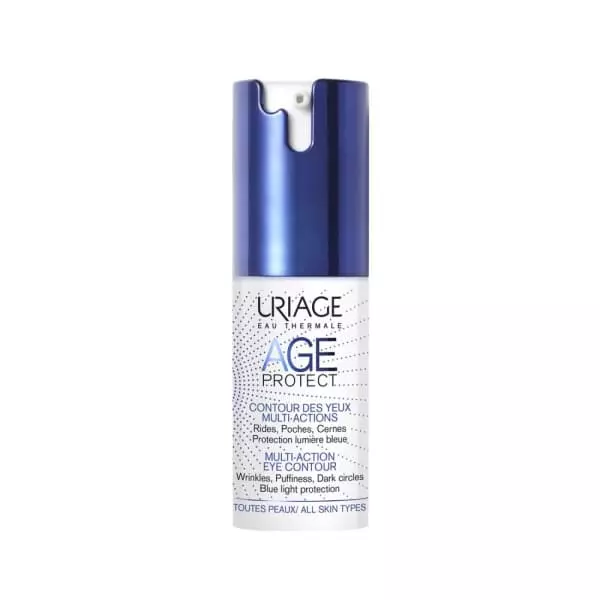 URIAGE
EAU THERMALE
AGE
PROTECT
CONTOUR DES YEUX
MULTI-ACTIONS
Rides, Poches, Cernes
Protection lumière bleue
MULTI-ACTION
EYE CONTOUR
Wrinkles, Puffiness, Dark circles
Blue light protection
TOUTES PEAUX/ ALL SKIN TYPES